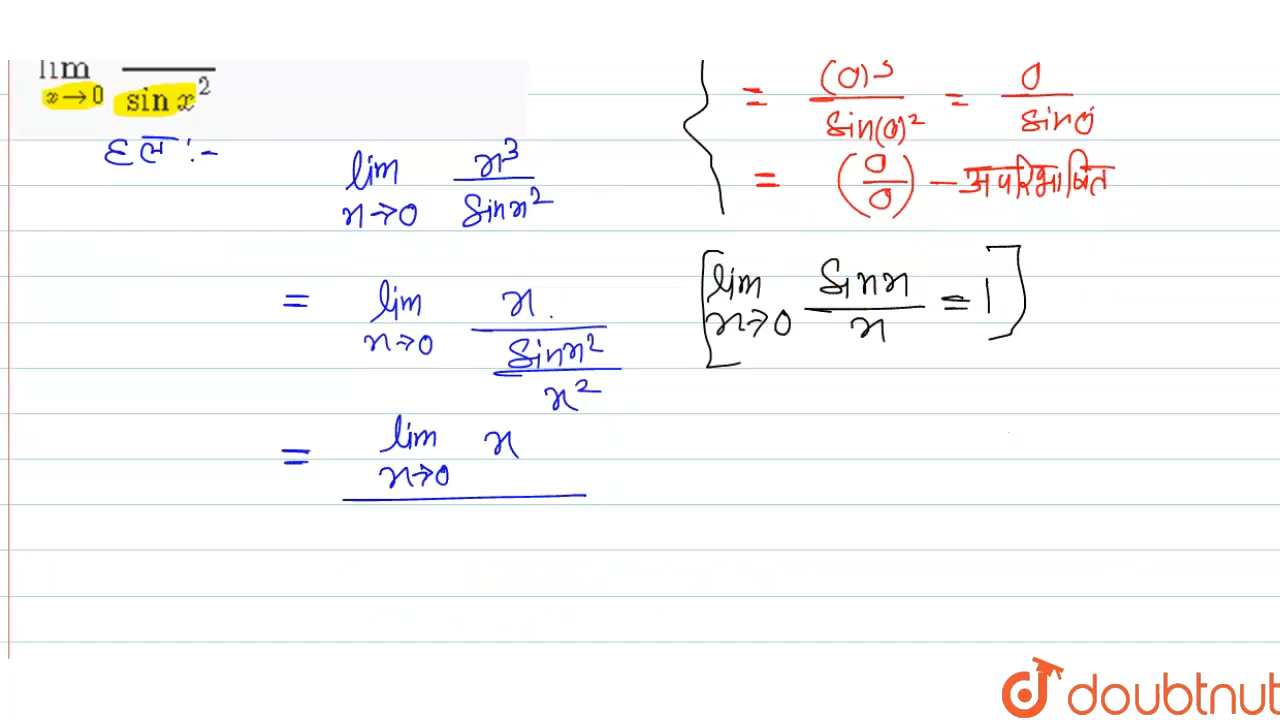 lim x→0 ―/sin x²
हल :-
lim x→0 x³/sin x²
= lim x→0 x/((sin x²)/x²)
= lim x→0 x
= (0)³/sin(0)² = 0/sin 0
= (0/0) - अपरिभाषित
[lim x→0 sin x/x = 1]
doubtnut